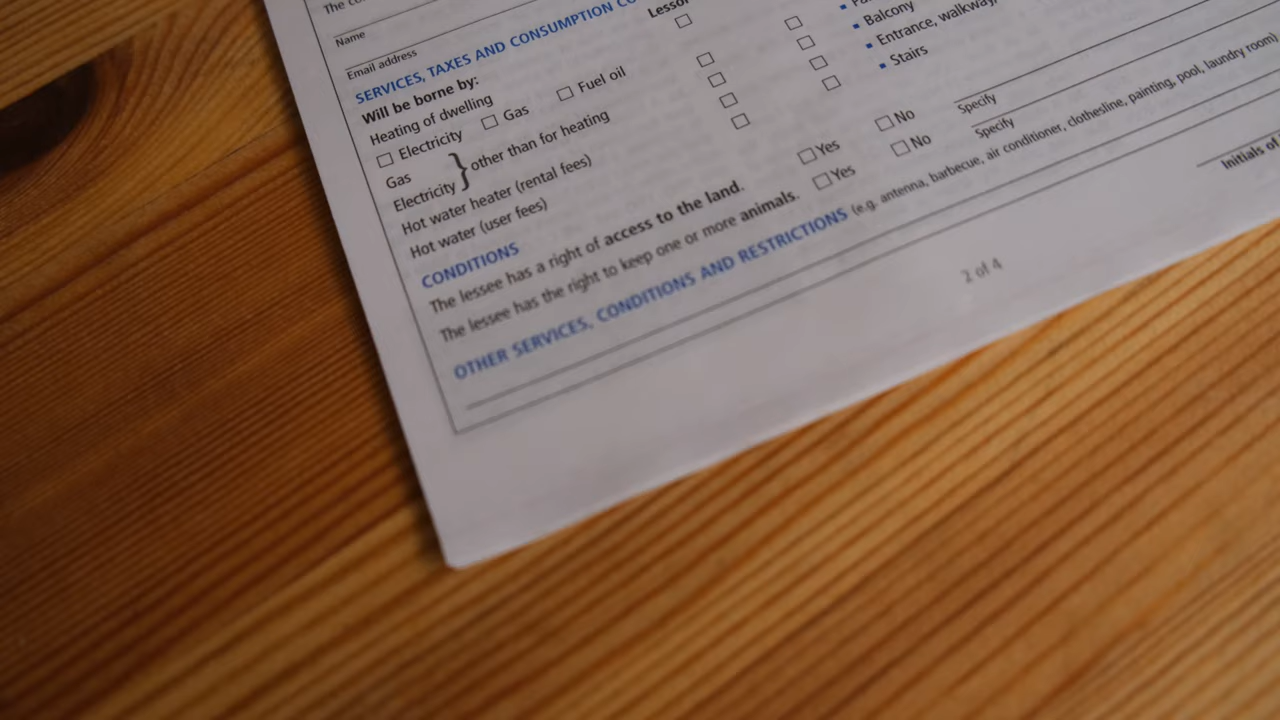 The co
Name
Email address
SERVICES, TAXES AND CONSUMPTION CO
Lessor
Will be borne by:
Heating of dwelling
Electricity Gas Fuel oil
Gas
Electricity } other than for heating
Hot water heater (rental fees)
Hot water (user fees)
Balcony
Entrance, walkway,
Stairs
CONDITIONS
The lessee has a right of access to the land. Yes No Specify
The lessee has the right to keep one or more animals. Yes No Specify
OTHER SERVICES, CONDITIONS AND RESTRICTIONS (e.g. antenna, barbecue, air conditioner, clothesline, painting, pool, laundry room)
Initials of
2 of 4